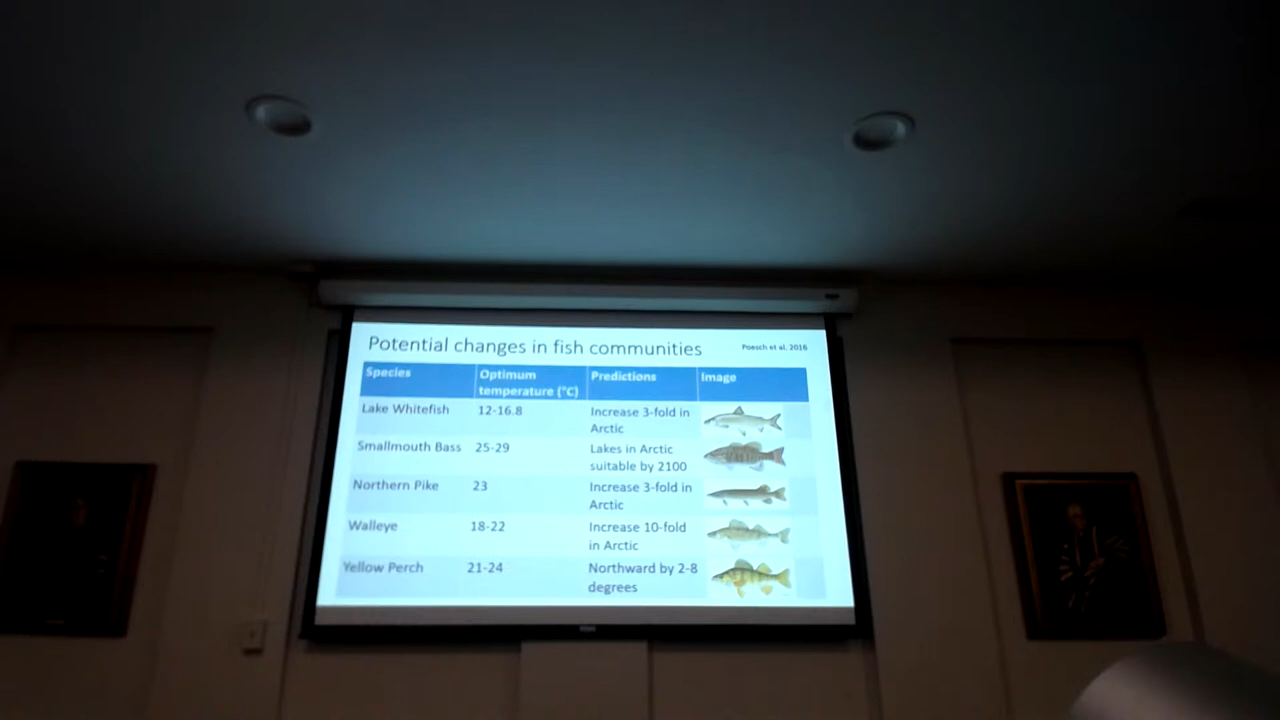 Potential changes in fish communities
Poesch et al. 2016
Species
Optimum
temperature (°C)
Predictions
Image
Lake Whitefish
12-16.8
Increase 3-fold in
Arctic
Smallmouth Bass
25-29
Lakes in Arctic
suitable by 2100
Northern Pike
23
Increase 3-fold in
Arctic
Walleye
18-22
Increase 10-fold
in Arctic
Yellow Perch
21-24
Northward by 2-8
degrees